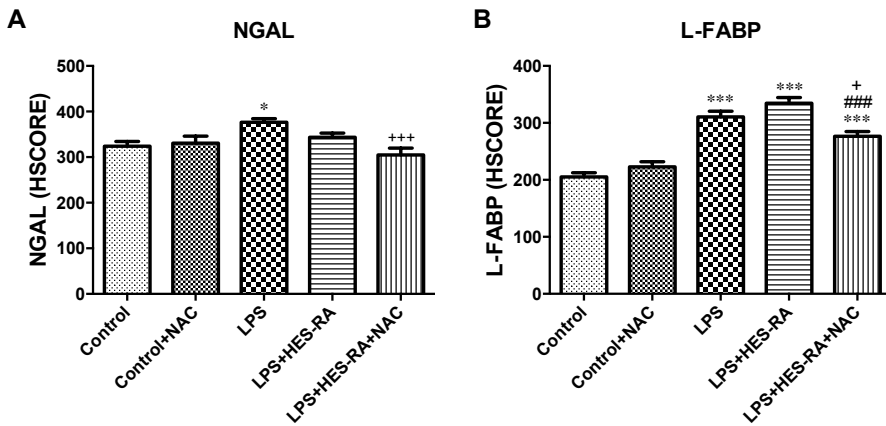 A
NGAL
NGAL (HSCORE)
500
400
300
200
100
0
*
+++
Control
Control+NAC
LPS
LPS+HES-RA
LPS+HES-RA+NAC
B
L-FABP
L-FABP (HSCORE)
400
300
200
100
0
***
***
+
###
***
Control
Control+NAC
LPS
LPS+HES-RA
LPS+HES-RA+NAC